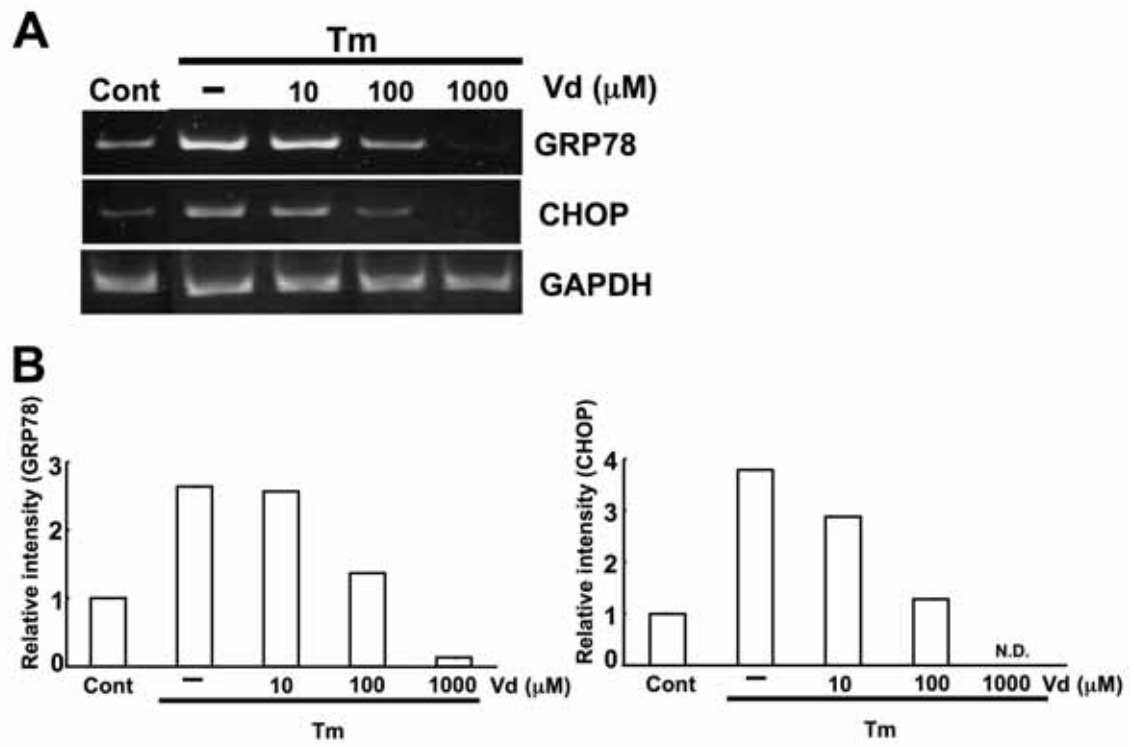 A
Tm
Cont – 10 100 1000 Vd (μM)
GRP78
CHOP
GAPDH
B
Relative intensity (GRP78)
3
2
1
0
Cont – 10 100 1000 Vd (μM)
Tm
Relative intensity (CHOP)
4
3
2
1
0
N.D.
Cont – 10 100 1000 Vd (μM)
Tm